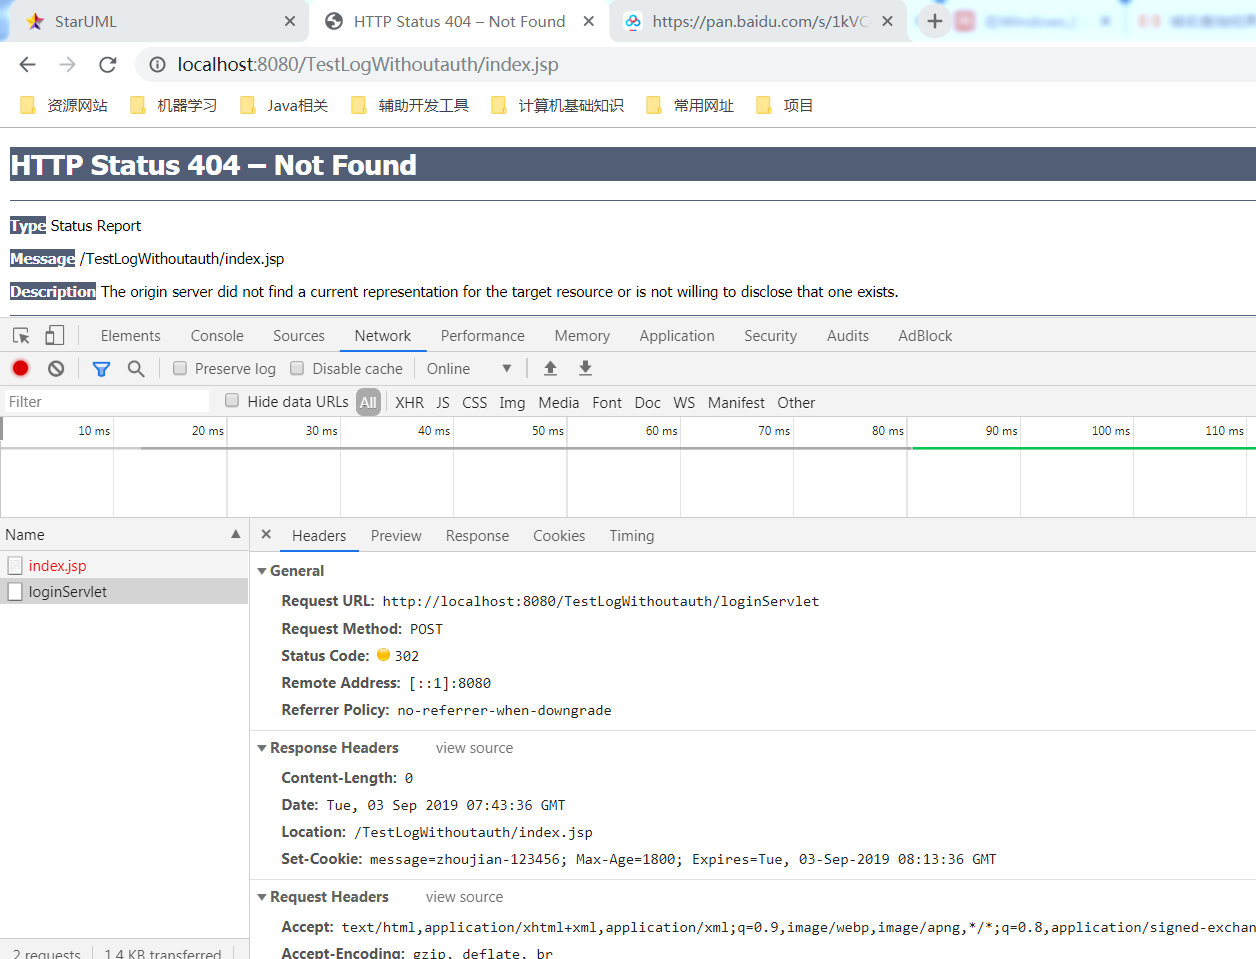 StarUML
HTTP Status 404 – Not Found
https://pan.baidu.com/s/1kVC
localhost:8080/TestLogWithoutauth/index.jsp
资源网站 机器学习 Java相关 辅助开发工具 计算机基础知识 常用网址 项目
HTTP Status 404 – Not Found
Type Status Report
Message /TestLogWithoutauth/index.jsp
Description The origin server did not find a current representation for the target resource or is not willing to disclose that one exists.
Elements Console Sources Network Performance Memory Application Security Audits AdBlock
Preserve log Disable cache Online
Filter Hide data URLs All XHR JS CSS Img Media Font Doc WS Manifest Other
10 ms 20 ms 30 ms 40 ms 50 ms 60 ms 70 ms 80 ms 90 ms 100 ms 110 ms
Name
index.jsp
loginServlet
2 requests 1.4 KB transferred
Headers Preview Response Cookies Timing
General
Request URL: http://localhost:8080/TestLogWithoutauth/loginServlet
Request Method: POST
Status Code: 302
Remote Address: [::1]:8080
Referrer Policy: no-referrer-when-downgrade
Response Headers view source
Content-Length: 0
Date: Tue, 03 Sep 2019 07:43:36 GMT
Location: /TestLogWithoutauth/index.jsp
Set-Cookie: message=zhoujian-123456; Max-Age=1800; Expires=Tue, 03-Sep-2019 08:13:36 GMT
Request Headers view source
Accept: text/html,application/xhtml+xml,application/xml;q=0.9,image/webp,image/apng,*/*;q=0.8,application/signed-exchan
Accept-Encoding: gzip, deflate, br